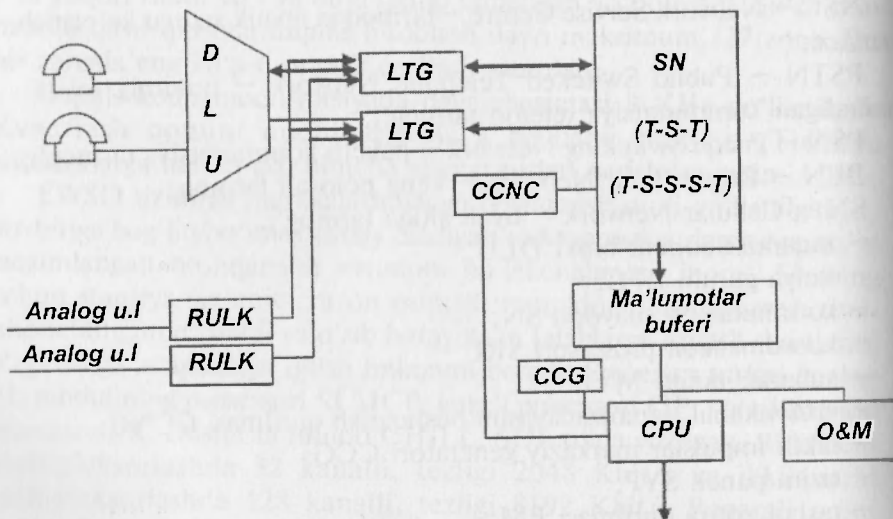 D
L
U
LTG
LTG
SN
(T-S-T)
(T-S-S-S-T)
CCNC
Analog u.l
RULK
Analog u.l
RULK
Ma'lumotlar
buferi
CCG
CPU
O&M